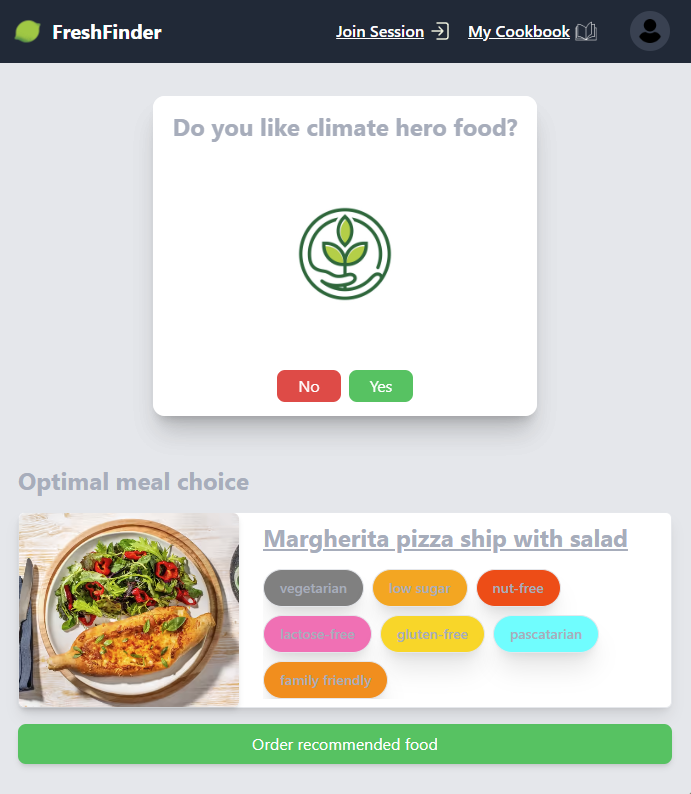 FreshFinder
Join Session
My Cookbook
Do you like climate hero food?
No
Yes
Optimal meal choice
Margherita pizza ship with salad
vegetarian
low sugar
nut-free
lactose-free
gluten-free
pascatarian
family friendly
Order recommended food